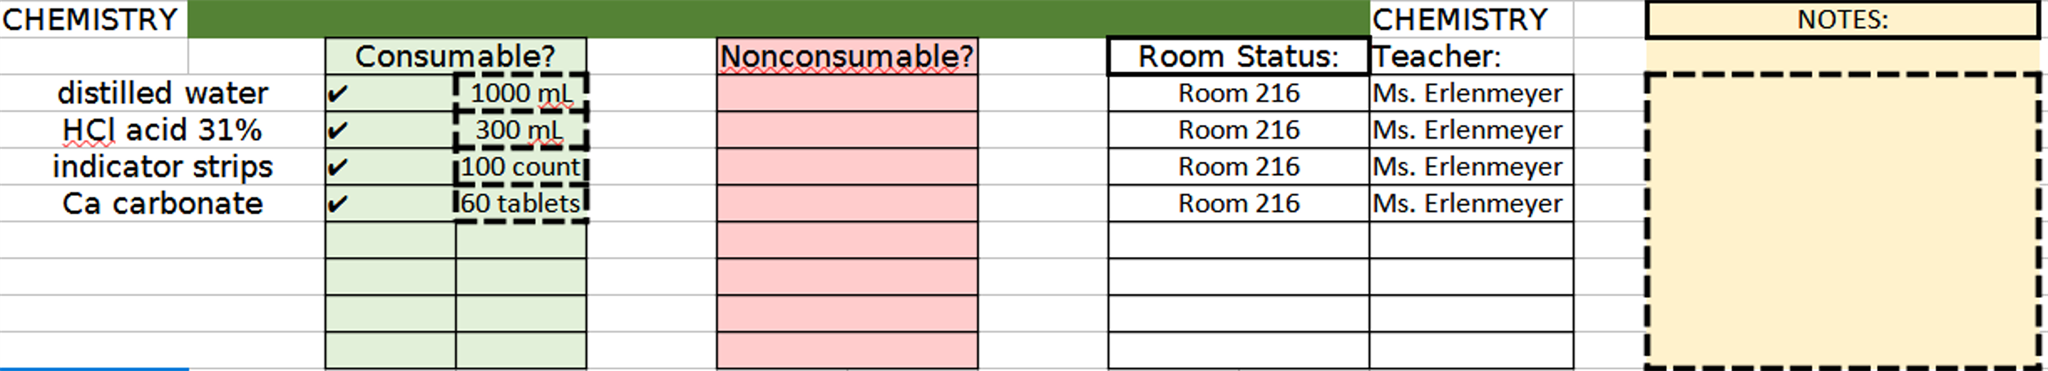 CHEMISTRY CHEMISTRY NOTES:
Consumable? Nonconsumable? Room Status: Teacher:
distilled water ✔ 1000 mL Room 216 Ms. Erlenmeyer
HCl acid 31% ✔ 300 mL Room 216 Ms. Erlenmeyer
indicator strips ✔ 100 count Room 216 Ms. Erlenmeyer
Ca carbonate ✔ 60 tablets Room 216 Ms. Erlenmeyer